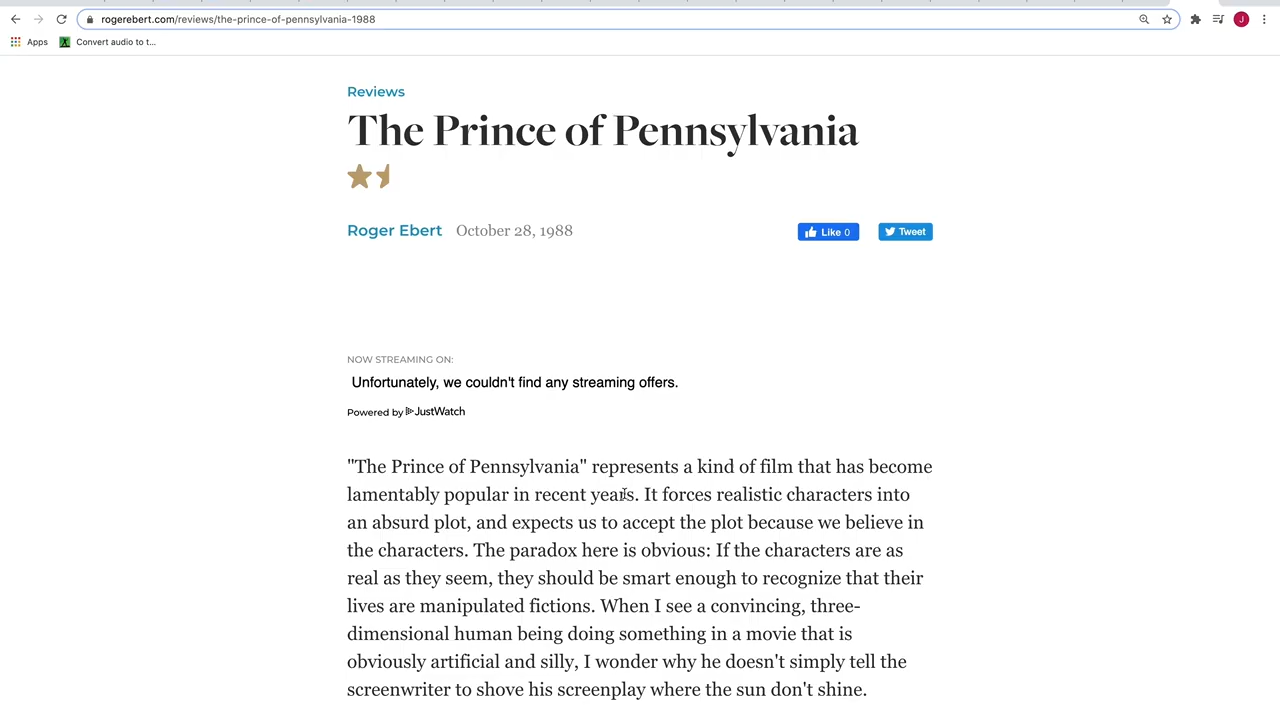 rogerebert.com/reviews/the-prince-of-pennsylvania-1988
J
Apps Convert audio to t...
Reviews
The Prince of Pennsylvania
Roger Ebert October 28, 1988
Like 0 Tweet
NOW STREAMING ON:
Unfortunately, we couldn't find any streaming offers.
Powered by JustWatch
"The Prince of Pennsylvania" represents a kind of film that has become
lamentably popular in recent years. It forces realistic characters into
an absurd plot, and expects us to accept the plot because we believe in
the characters. The paradox here is obvious: If the characters are as
real as they seem, they should be smart enough to recognize that their
lives are manipulated fictions. When I see a convincing, three-
dimensional human being doing something in a movie that is
obviously artificial and silly, I wonder why he doesn't simply tell the
screenwriter to shove his screenplay where the sun don't shine.